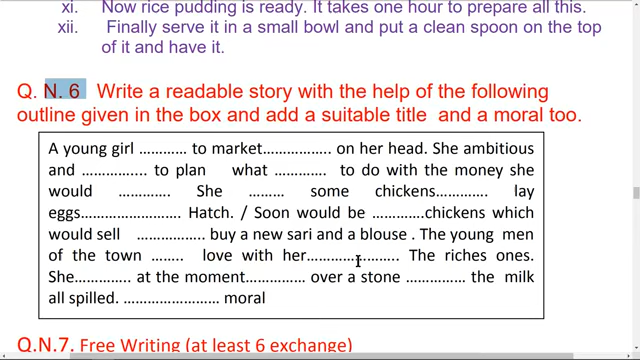 xi. Now rice pudding is ready. It takes one hour to prepare all this.
xii. Finally serve it in a small bowl and put a clean spoon on the top
of it and have it.
Q. N. 6 Write a readable story with the help of the following
outline given in the box and add a suitable title and a moral too.
A young girl ………… to market…………….. on her head. She ambitious
and …………... to plan what …………. to do with the money she
would …………. She ……… some chickens…………. lay
eggs……………………. Hatch. / Soon would be ………….chickens which
would sell …………….. buy a new sari and a blouse . The young men
of the town …….. love with her………………….. The riches ones.
She………….. at the moment…………… over a stone …………… the milk
all spilled. …………………… moral
Q.N.7. Free Writing (at least 6 exchange)